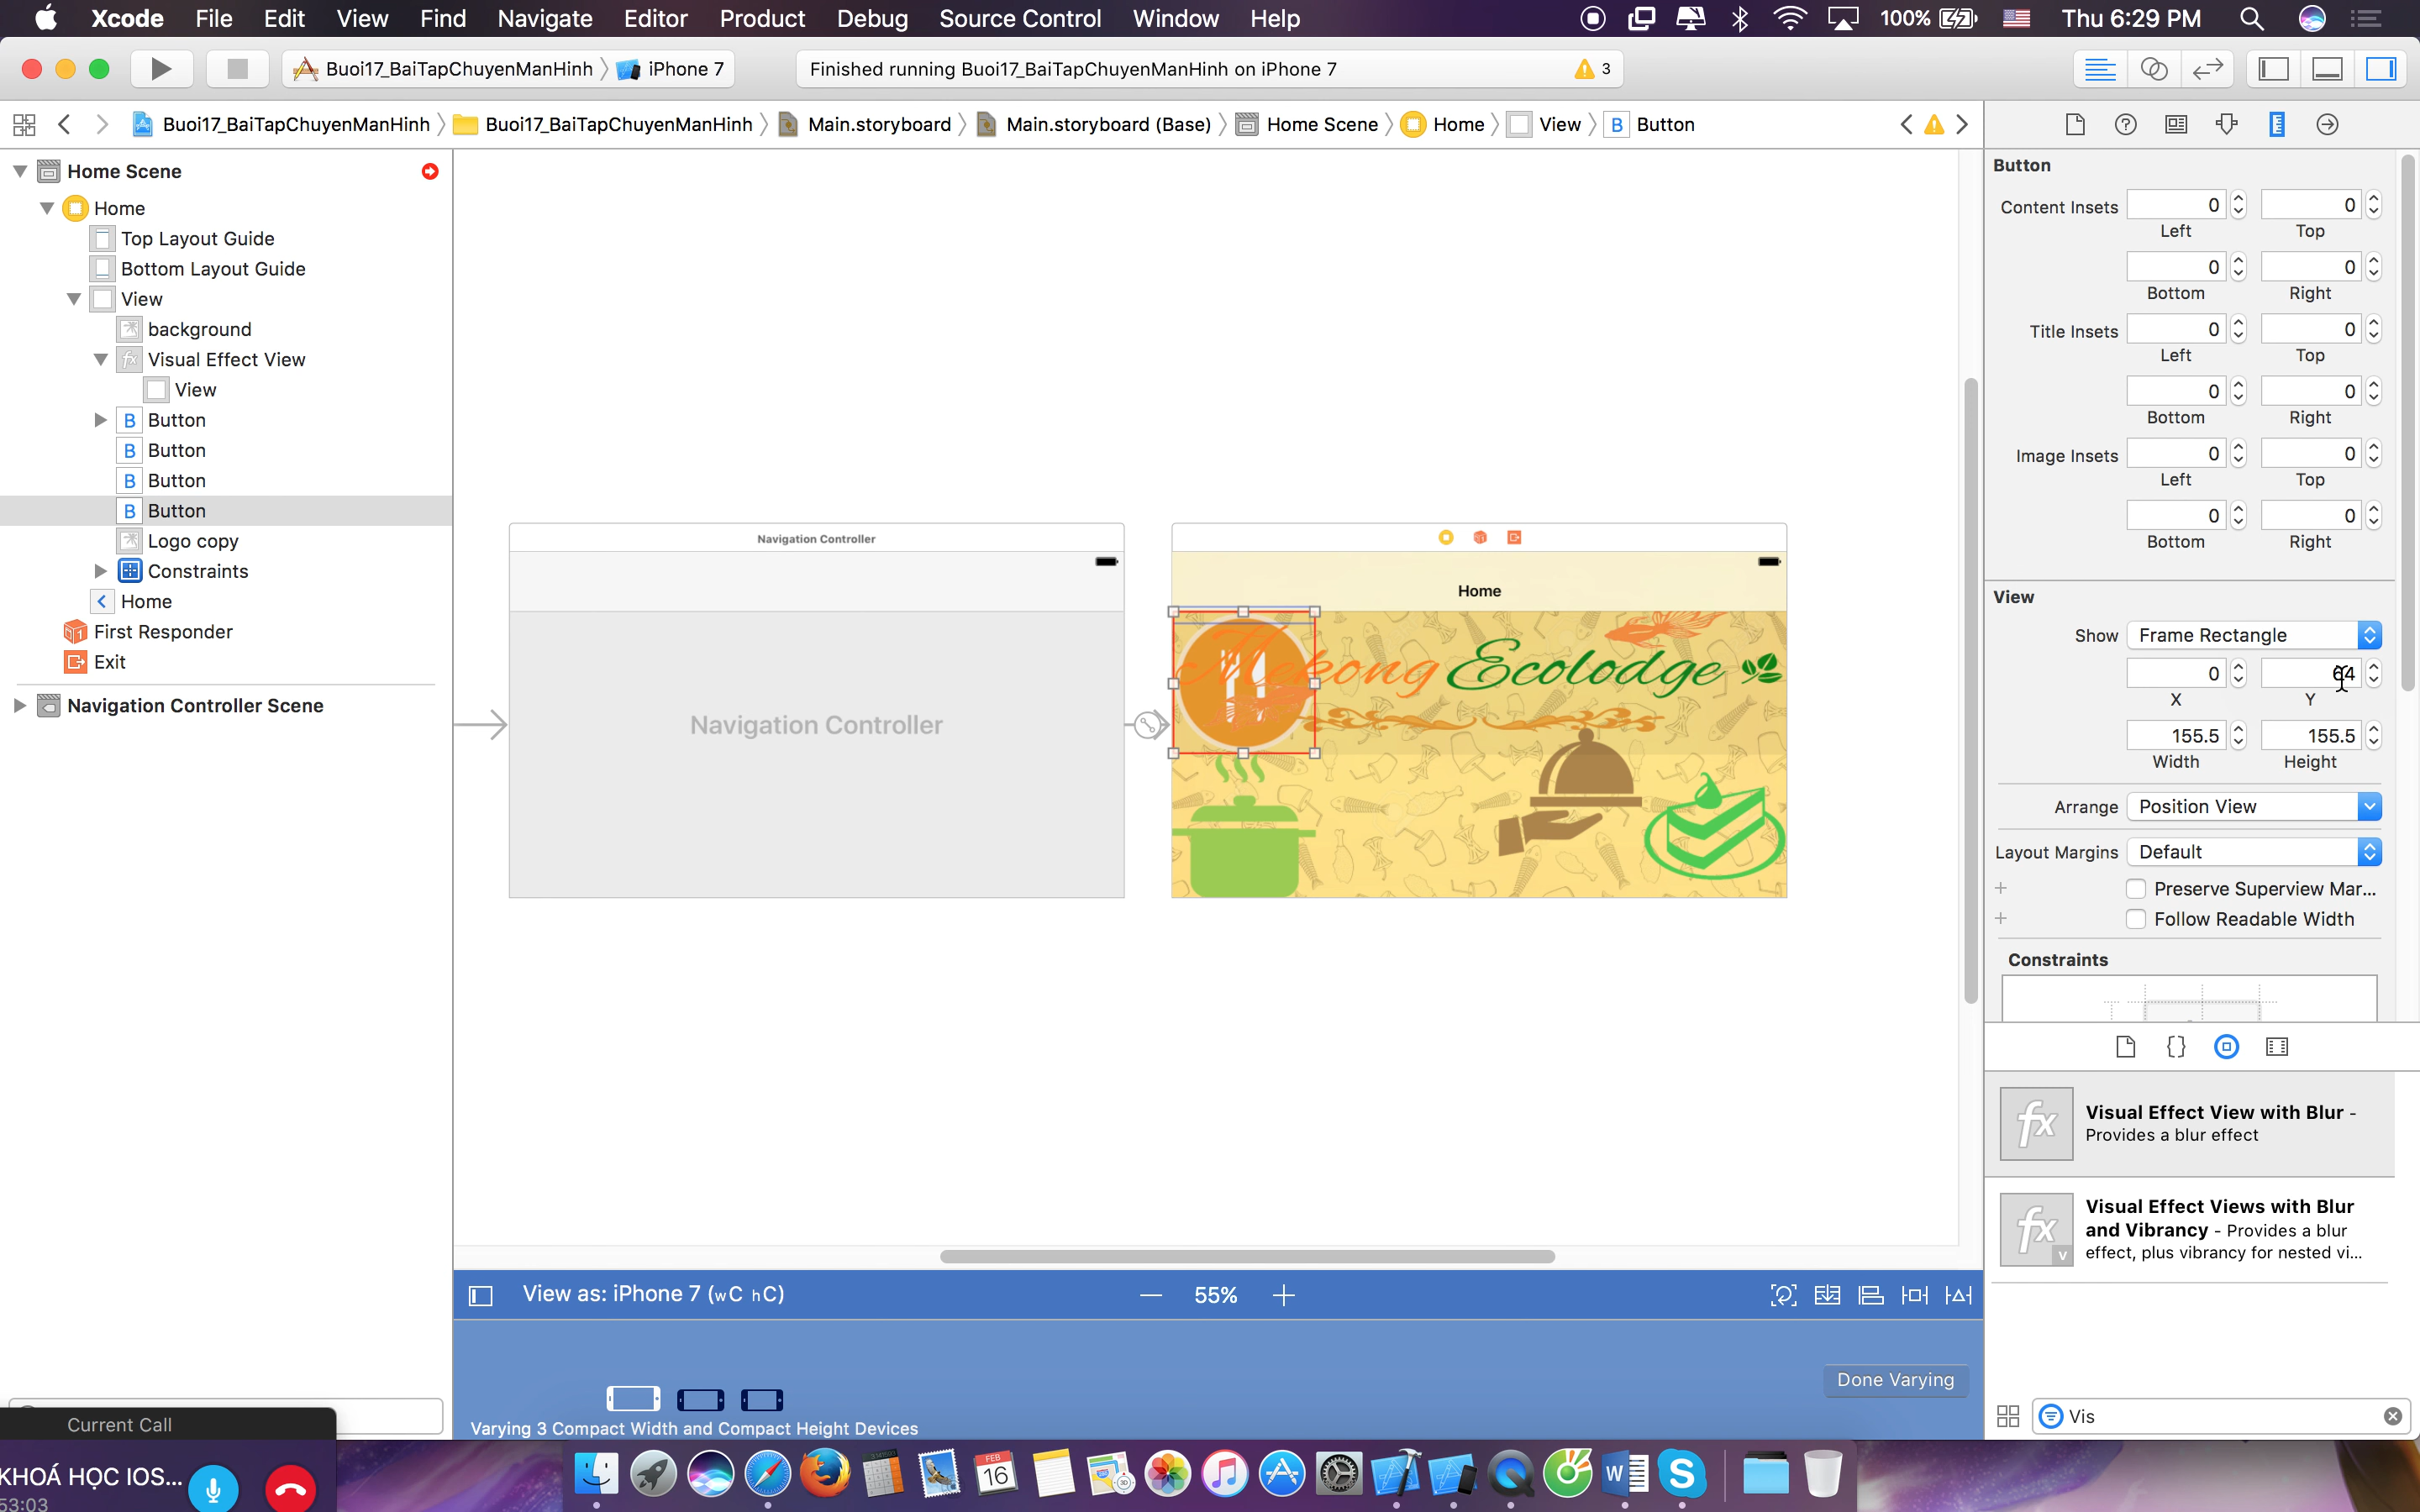 Xcode File Edit View Find Navigate Editor Product Debug Source Control Window Help 100% Thu 6:29 PM
Buoi17_BaiTapChuyenManHinh iPhone 7 Finished running Buoi17_BaiTapChuyenManHinh on iPhone 7 3
Buoi17_BaiTapChuyenManHinh Buoi17_BaiTapChuyenManHinh Main.storyboard Main.storyboard (Base) Home Scene Home View B Button
Home Scene
Home
Top Layout Guide
Bottom Layout Guide
View
background
fx Visual Effect View
View
B Button
B Button
B Button
B Button
Logo copy
Constraints
Home
First Responder
Exit
Navigation Controller Scene
Navigation Controller
Navigation Controller
Home
Mekong Ecolodge
Button
Content Insets 0 0
Left Top
0 0
Bottom Right
Title Insets 0 0
Left Top
0 0
Bottom Right
Image Insets 0 0
Left Top
0 0
Bottom Right
View
Show Frame Rectangle
0 64
X Y
155.5 155.5
Width Height
Arrange Position View
Layout Margins Default
Preserve Superview Mar...
Follow Readable Width
Constraints
fx Visual Effect View with Blur -
Provides a blur effect
fx v Visual Effect Views with Blur
and Vibrancy - Provides a blur
effect, plus vibrancy for nested vi...
Vis
View as: iPhone 7 (wC hC) 55%
Done Varying
Varying 3 Compact Width and Compact Height Devices
Current Call
KHOÁ HỌC IOS...
53:03
FEB
16
W
S